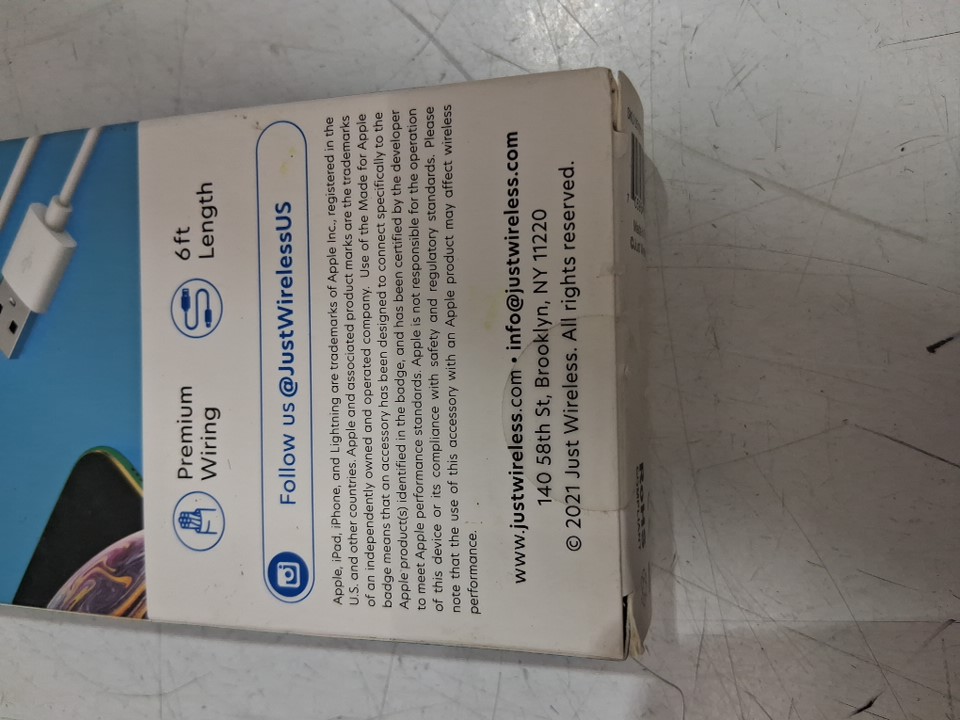 Premium
Wiring
6ft
Length
Follow us @JustWirelessUS
Apple, iPad, iPhone, and Lightning are trademarks of Apple Inc., registered in the
U.S. and other countries. Apple and associated product marks are the trademarks
of an independently owned and operated company. Use of the Made for Apple
badge means that an accessory has been designed to connect specifically to the
Apple product(s) identified in the badge, and has been certified by the developer
to meet Apple performance standards. Apple is not responsible for the operation
of this device or its compliance with safety and regulatory standards. Please
note that the use of this accessory with an Apple product may affect wireless
performance.
www.justwireless.com • info@justwireless.com
140 58th St, Brooklyn, NY 11220
© 2021 Just Wireless. All rights reserved.
ROHS
COMPLIANT